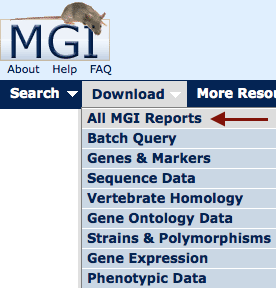 MGI
About Help FAQ
Search Download More Resou
All MGI Reports
Batch Query
Genes & Markers
Sequence Data
Vertebrate Homology
Gene Ontology Data
Strains & Polymorphisms
Gene Expression
Phenotypic Data